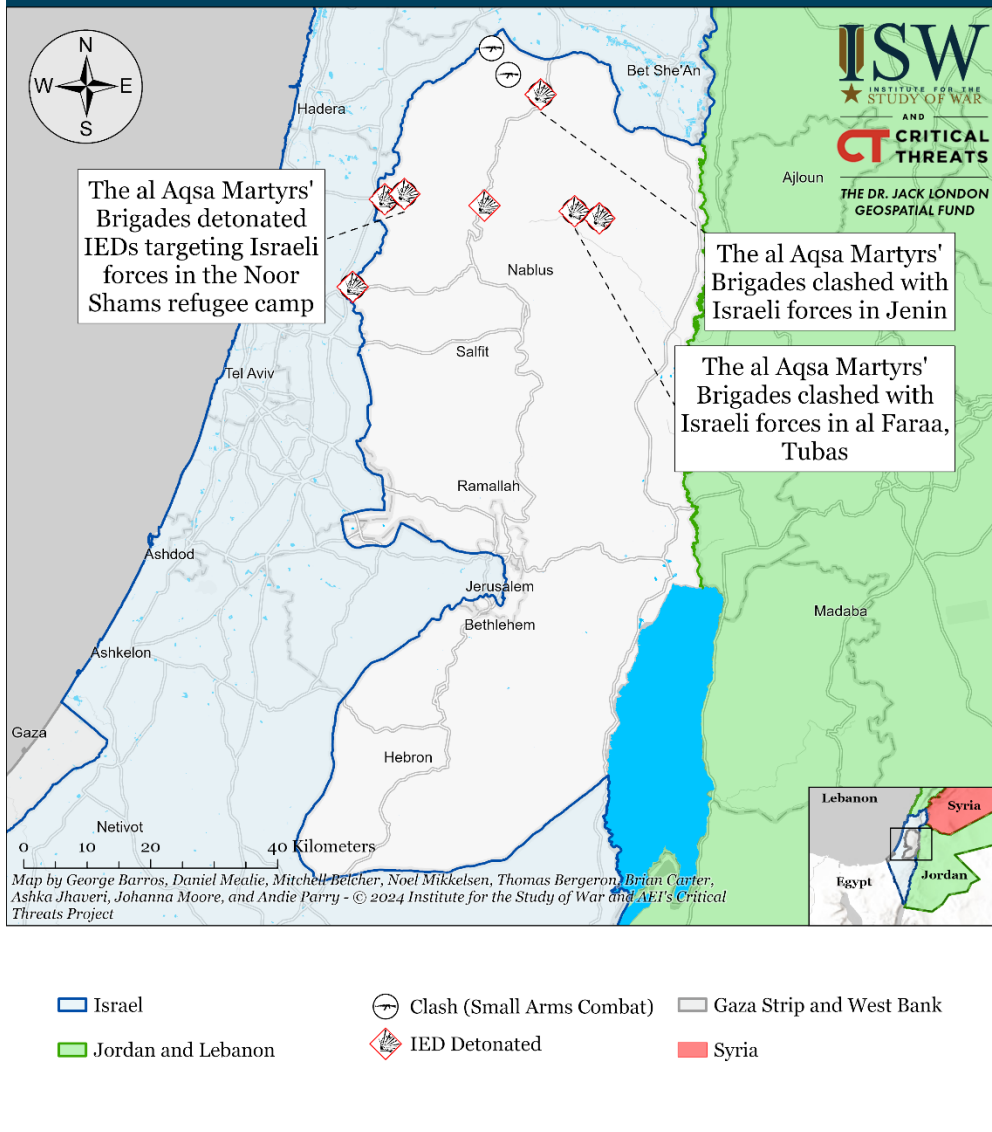 N
W
E
S
ISW
INSTITUTE FOR THE
STUDY OF WAR
AND
CT CRITICAL
THREATS
THE DR. JACK LONDON
GEOSPATIAL FUND
Bet She'An
Hadera
Ajloun
The al Aqsa Martyrs'
Brigades detonated
IEDs targeting Israeli
forces in the Noor
Shams refugee camp
The al Aqsa Martyrs'
Brigades clashed with
Israeli forces in Jenin
Nablus
Salfit
The al Aqsa Martyrs'
Brigades clashed with
Israeli forces in al Faraa,
Tubas
Tel Aviv
Ramallah
Ashdod
Jerusalem
Bethlehem
Madaba
Ashkelon
Gaza
Hebron
Netivot
0 10 20 40 Kilometers
Map by George Barros, Daniel Mealie, Mitchell Belcher, Noel Mikkelsen, Thomas Bergeron, Brian Carter,
Ashka Jhaveri, Johanna Moore, and Andie Parry - © 2024 Institute for the Study of War and AEI's Critical
Threats Project
Lebanon
Syria
Egypt
Jordan
Israel
Clash (Small Arms Combat)
Gaza Strip and West Bank
Jordan and Lebanon
IED Detonated
Syria